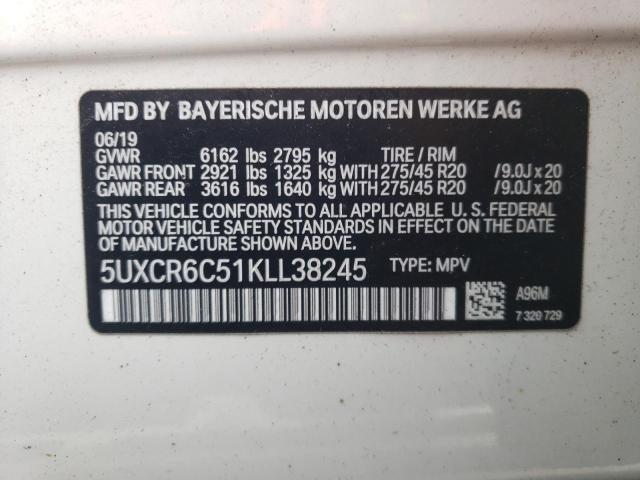 MFD BY BAYERISCHE MOTOREN WERKE AG
06/19
GVWR 6162 lbs 2795 kg TIRE / RIM
GAWR FRONT 2921 lbs 1325 kg WITH 275/45 R20 /9.0J x 20
GAWR REAR 3616 lbs 1640 kg WITH 275/45 R20 /9.0J x 20
THIS VEHICLE CONFORMS TO ALL APPLICABLE U. S. FEDERAL
MOTOR VEHICLE SAFETY STANDARDS IN EFFECT ON THE DATE
OF MANUFACTURE SHOWN ABOVE.
5UXCR6C51KLL38245 TYPE: MPV
A96M
7 320 729